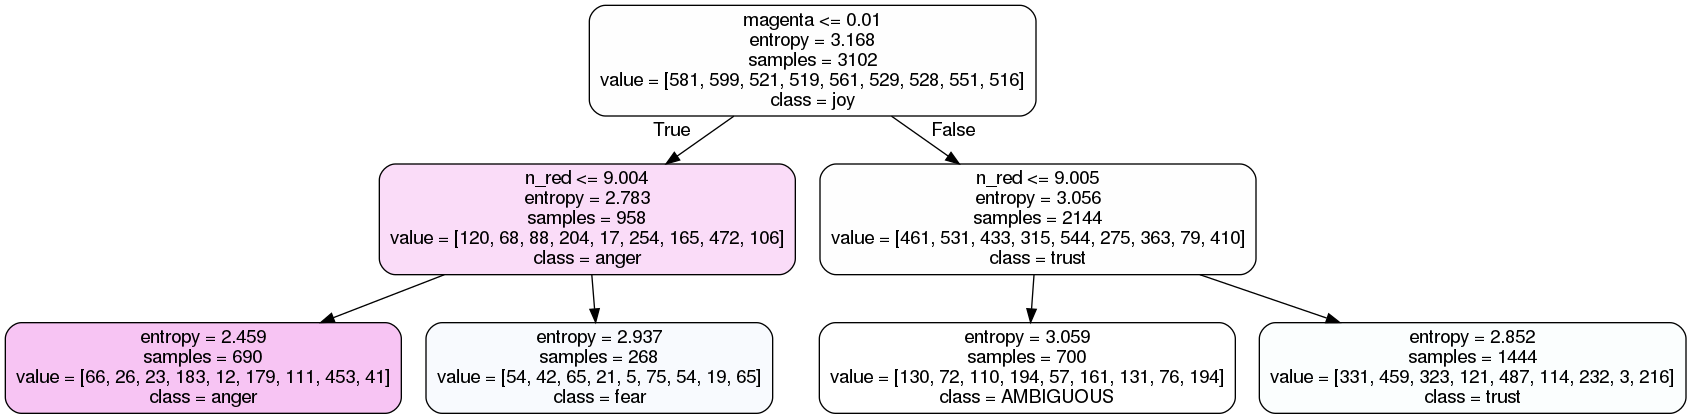 magenta <= 0.01
entropy = 3.168
samples = 3102
value = [581, 599, 521, 519, 561, 529, 528, 551, 516]
class = joy
True
False
n_red <= 9.004
entropy = 2.783
samples = 958
value = [120, 68, 88, 204, 17, 254, 165, 472, 106]
class = anger
n_red <= 9.005
entropy = 3.056
samples = 2144
value = [461, 531, 433, 315, 544, 275, 363, 79, 410]
class = trust
entropy = 2.459
samples = 690
value = [66, 26, 23, 183, 12, 179, 111, 453, 41]
class = anger
entropy = 2.937
samples = 268
value = [54, 42, 65, 21, 5, 75, 54, 19, 65]
class = fear
entropy = 3.059
samples = 700
value = [130, 72, 110, 194, 57, 161, 131, 76, 194]
class = AMBIGUOUS
entropy = 2.852
samples = 1444
value = [331, 459, 323, 121, 487, 114, 232, 3, 216]
class = trust